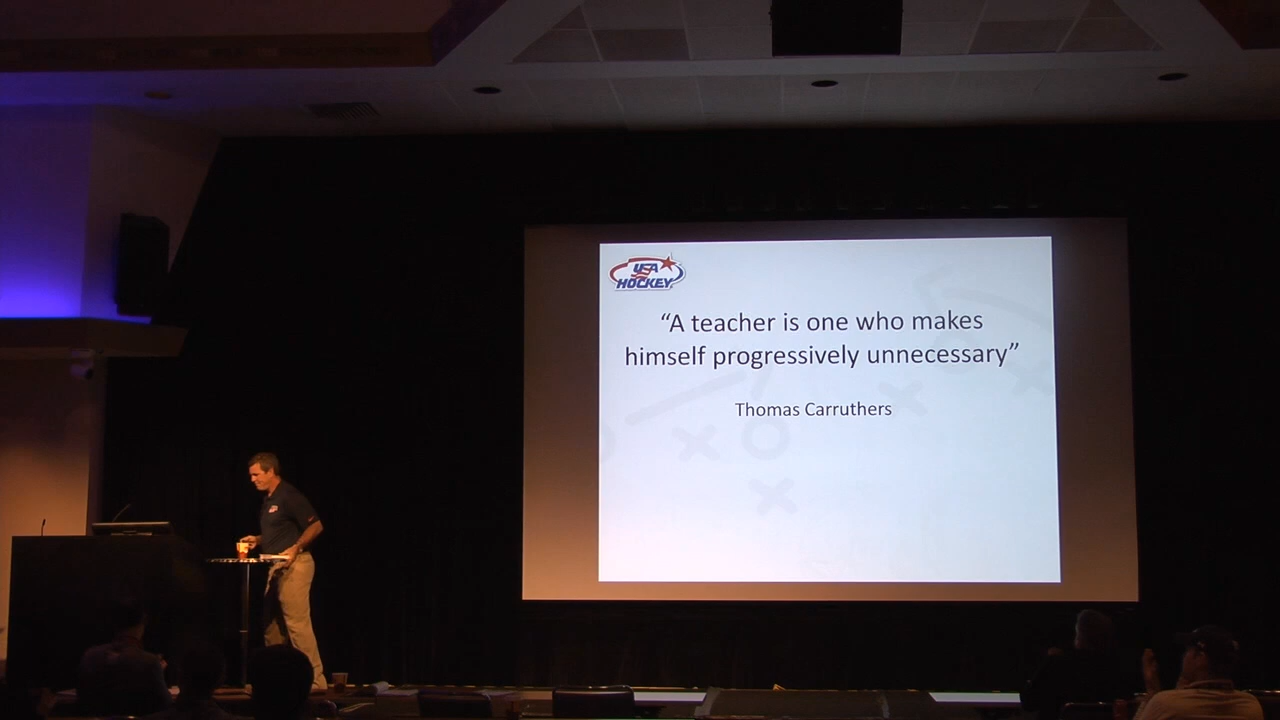 USA
HOCKEY
“A teacher is one who makes
himself progressively unnecessary”
Thomas Carruthers